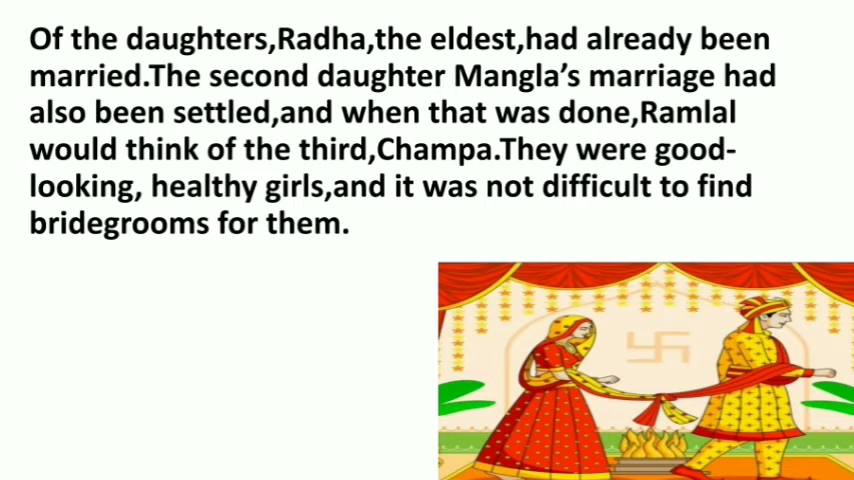 Of the daughters,Radha,the eldest,had already been
married.The second daughter Mangla’s marriage had
also been settled,and when that was done,Ramlal
would think of the third,Champa.They were good-
looking, healthy girls,and it was not difficult to find
bridegrooms for them.